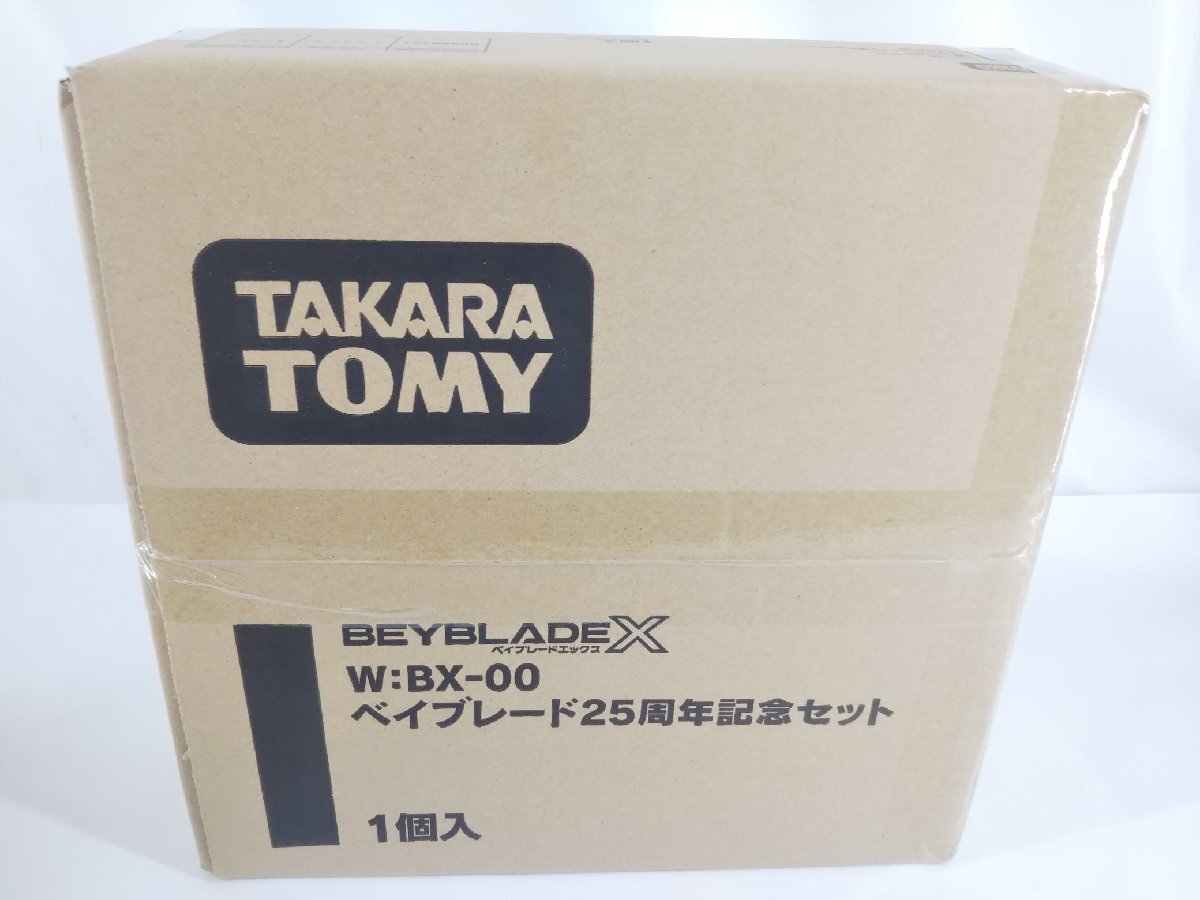 TAKARA
TOMY
BEYBLADE X
ベイブレードエックス
W:BX-00
ベイブレード25周年記念セット
1個入